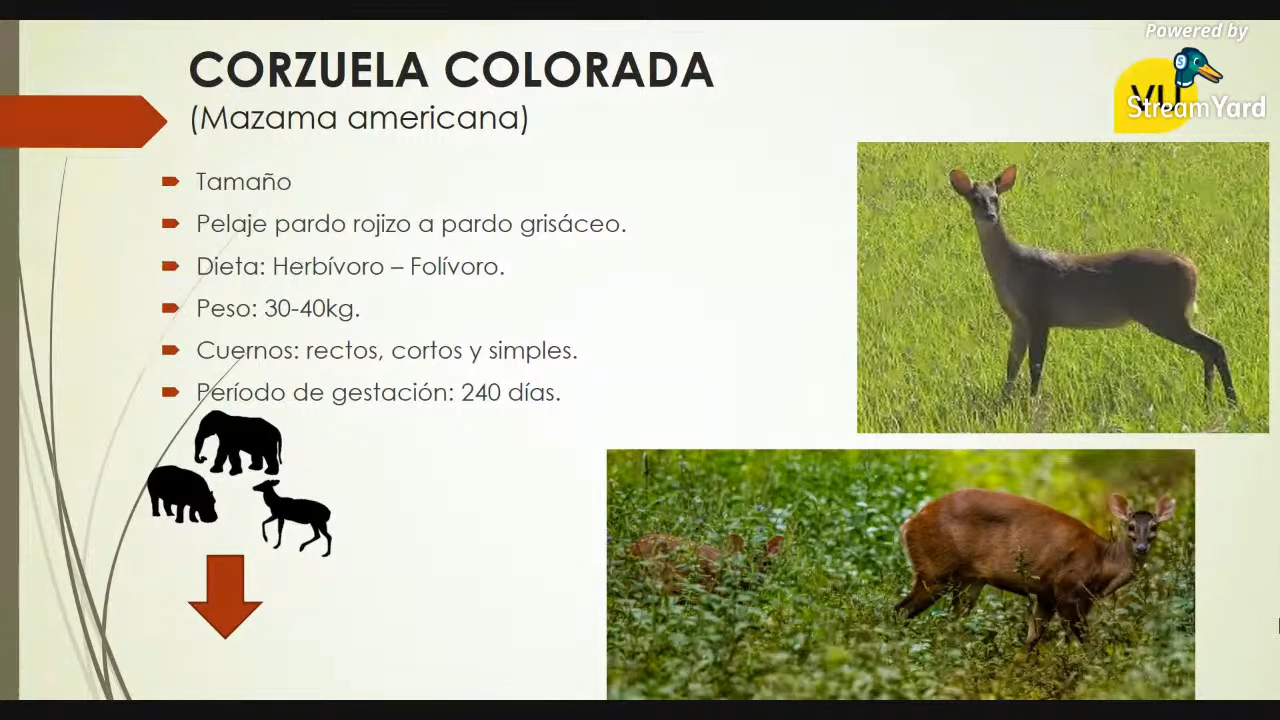 CORZUELA COLORADA
(Mazama americana)
Tamaño
Pelaje pardo rojizo a pardo grisáceo.
Dieta: Herbívoro – Folívoro.
Peso: 30-40kg.
Cuernos: rectos, cortos y simples.
Período de gestación: 240 días.
Powered by
VU
S
StreamYard